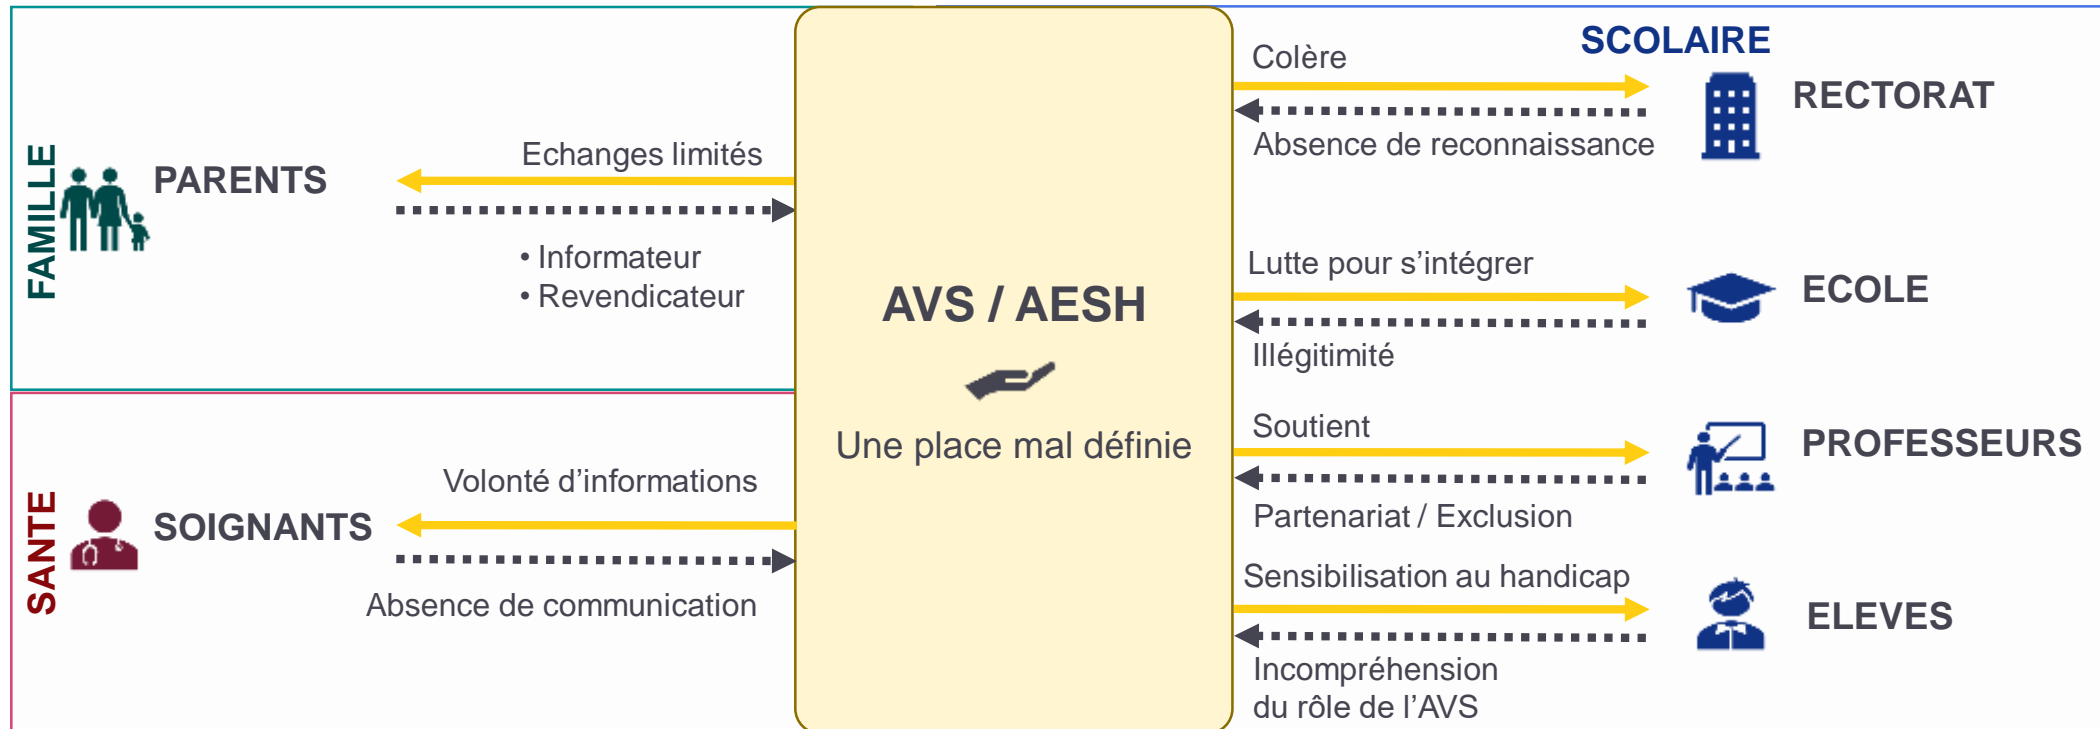 FAMILLE
PARENTS
Echanges limités
• Informateur
• Revendicateur
SANTE
SOIGNANTS
Volonté d’informations
Absence de communication
AVS / AESH
Une place mal définie
SCOLAIRE
Colère
Absence de reconnaissance
RECTORAT
Lutte pour s’intégrer
Illégitimité
ECOLE
Soutient
Partenariat / Exclusion
PROFESSEURS
Sensibilisation au handicap
Incompréhension
du rôle de l’AVS
ELEVES